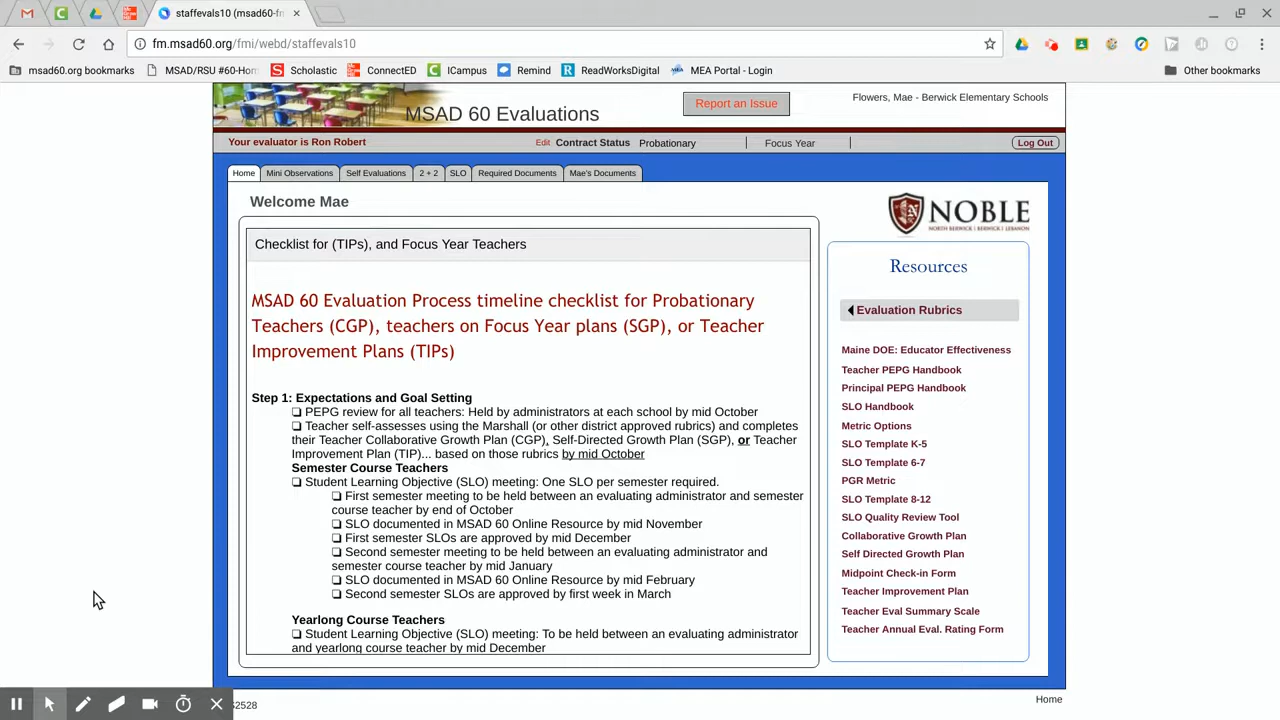 staffevals10 (msad60-fm
fm.msad60.org/fmi/webd/staffevals10
msad60.org bookmarks MSAD/RSU #60-Hom Scholastic ConnectED ICampus Remind ReadWorksDigital MEA Portal - Login Other bookmarks
MSAD 60 Evaluations
Report an Issue
Flowers, Mae - Berwick Elementary Schools
Your evaluator is Ron Robert Edit Contract Status Probationary Focus Year Log Out
Home Mini Observations Self Evaluations 2 + 2 SLO Required Documents Mae's Documents
Welcome Mae
Checklist for (TIPs), and Focus Year Teachers
MSAD 60 Evaluation Process timeline checklist for Probationary
Teachers (CGP), teachers on Focus Year plans (SGP), or Teacher
Improvement Plans (TIPs)
Step 1: Expectations and Goal Setting
❏ PEPG review for all teachers: Held by administrators at each school by mid October
❏ Teacher self-assesses using the Marshall (or other district approved rubrics) and completes
their Teacher Collaborative Growth Plan (CGP), Self-Directed Growth Plan (SGP), or Teacher
Improvement Plan (TIP)... based on those rubrics by mid October
Semester Course Teachers
❏ Student Learning Objective (SLO) meeting: One SLO per semester required.
❏ First semester meeting to be held between an evaluating administrator and semester
course teacher by end of October
❏ SLO documented in MSAD 60 Online Resource by mid November
❏ First semester SLOs are approved by mid December
❏ Second semester meeting to be held between an evaluating administrator and
semester course teacher by mid January
❏ SLO documented in MSAD 60 Online Resource by mid February
❏ Second semester SLOs are approved by first week in March
Yearlong Course Teachers
❏ Student Learning Objective (SLO) meeting: To be held between an evaluating administrator
and yearlong course teacher by mid December
NOBLE
NORTH BERWICK | BERWICK | LEBANON
Resources
Evaluation Rubrics
Maine DOE: Educator Effectiveness
Teacher PEPG Handbook
Principal PEPG Handbook
SLO Handbook
Metric Options
SLO Template K-5
SLO Template 6-7
PGR Metric
SLO Template 8-12
SLO Quality Review Tool
Collaborative Growth Plan
Self Directed Growth Plan
Midpoint Check-in Form
Teacher Improvement Plan
Teacher Eval Summary Scale
Teacher Annual Eval. Rating Form
Home